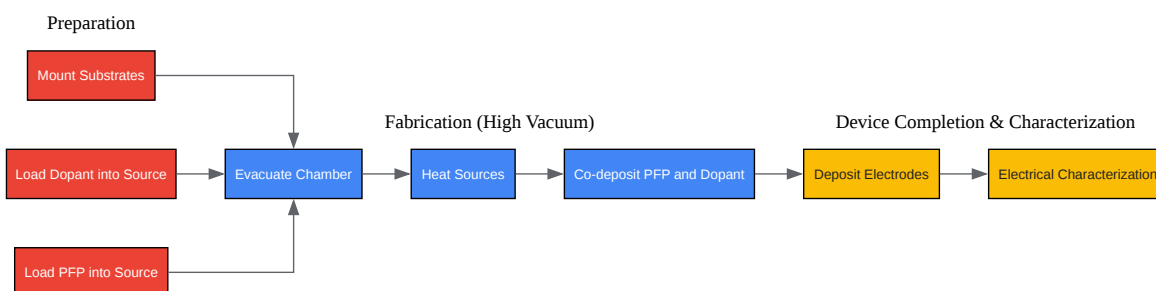 Preparation
Mount Substrates
Fabrication (High Vacuum)
Device Completion & Characterization
Load Dopant into Source
Evacuate Chamber
Heat Sources
Co-deposit PFP and Dopant
Deposit Electrodes
Electrical Characterization
Load PFP into Source